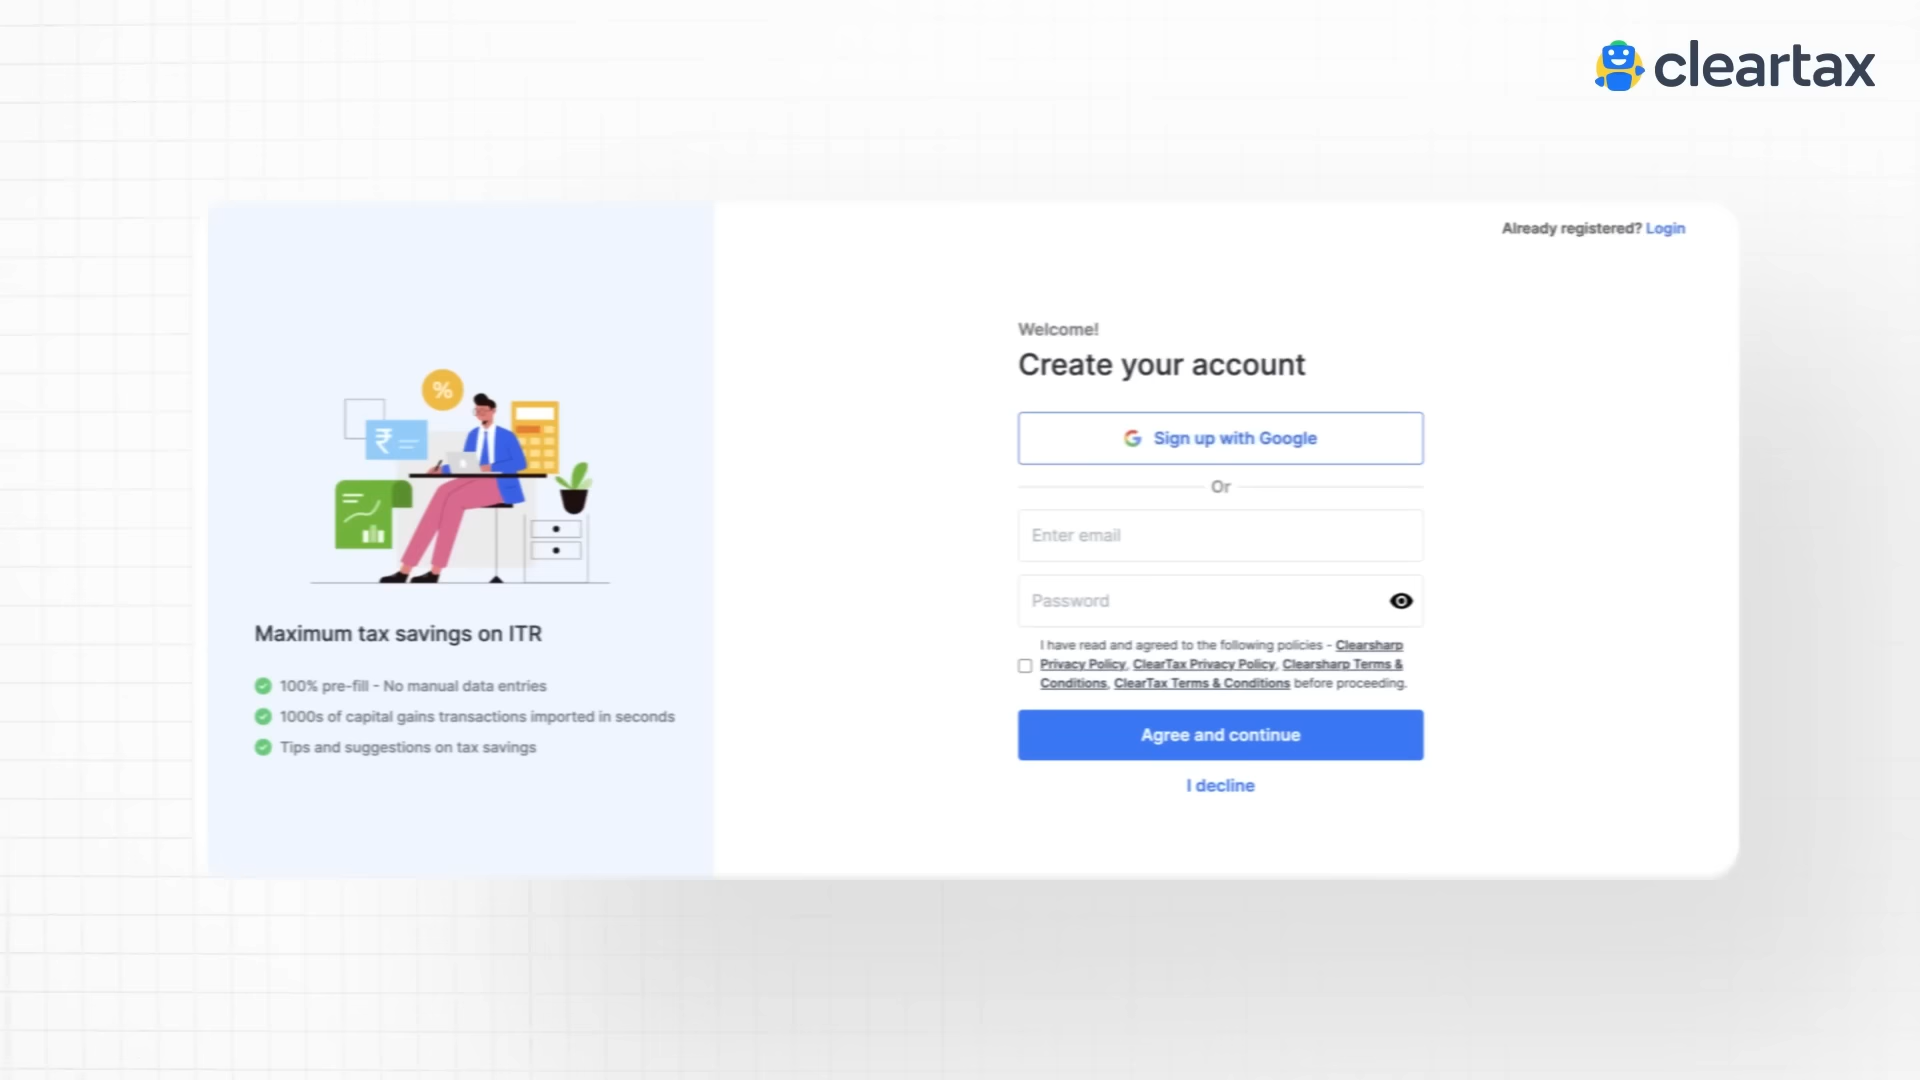 cleartax
Already registered? Login
Welcome!
Create your account
Sign up with Google
Or
Enter email
Password
I have read and agreed to the following policies - Clearsharp
Privacy Policy, ClearTax Privacy Policy, Clearsharp Terms &
Conditions, ClearTax Terms & Conditions before proceeding.
Agree and continue
I decline
%
₹
Maximum tax savings on ITR
100% pre-fill - No manual data entries
1000s of capital gains transactions imported in seconds
Tips and suggestions on tax savings